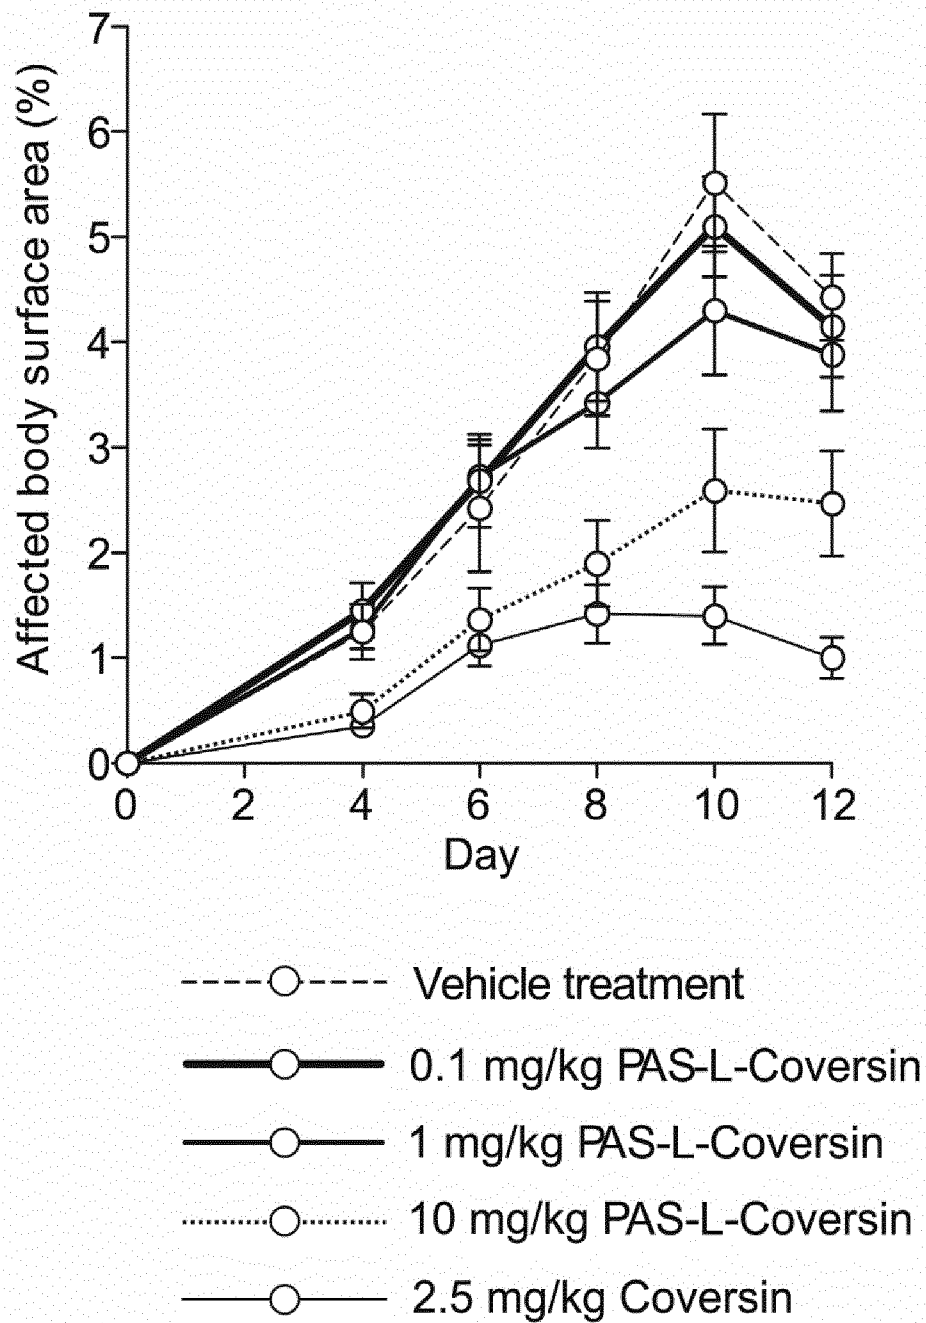 Affected body surface area (%)
7
6
5
4
3
2
1
0
0 2 4 6 8 10 12
Day
Vehicle treatment
0.1 mg/kg PAS-L-Coversin
1 mg/kg PAS-L-Coversin
10 mg/kg PAS-L-Coversin
2.5 mg/kg Coversin